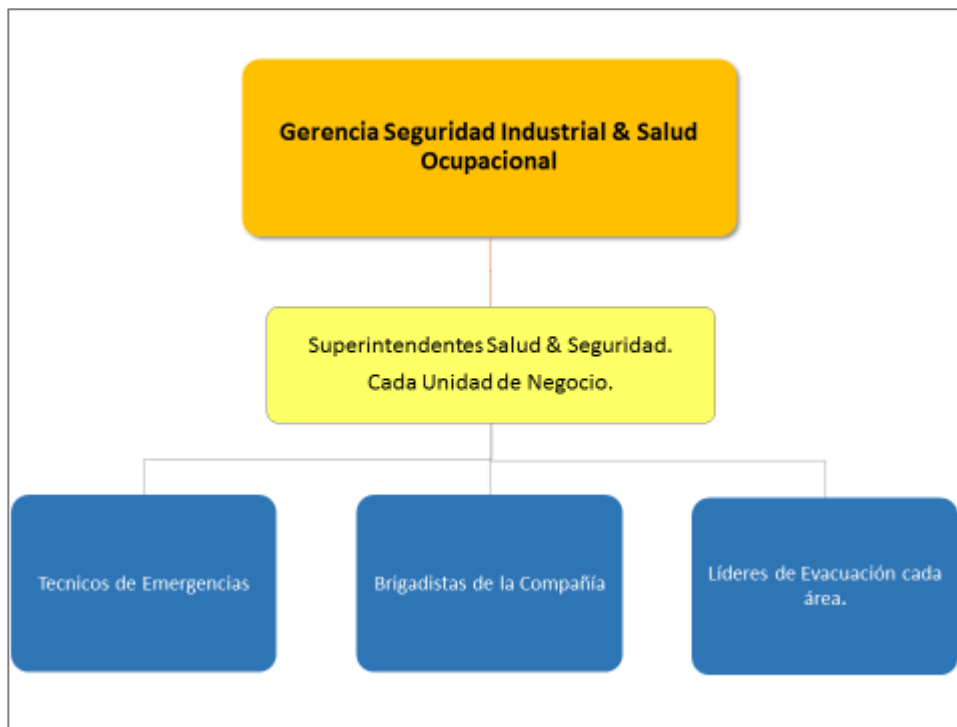 Gerencia Seguridad Industrial & Salud
Ocupacional
Superintendentes Salud & Seguridad.
Cada Unidad de Negocio.
Tecnicos de Emergencias
Brigadistas de la Compañía
Líderes de Evacuación cada
área.